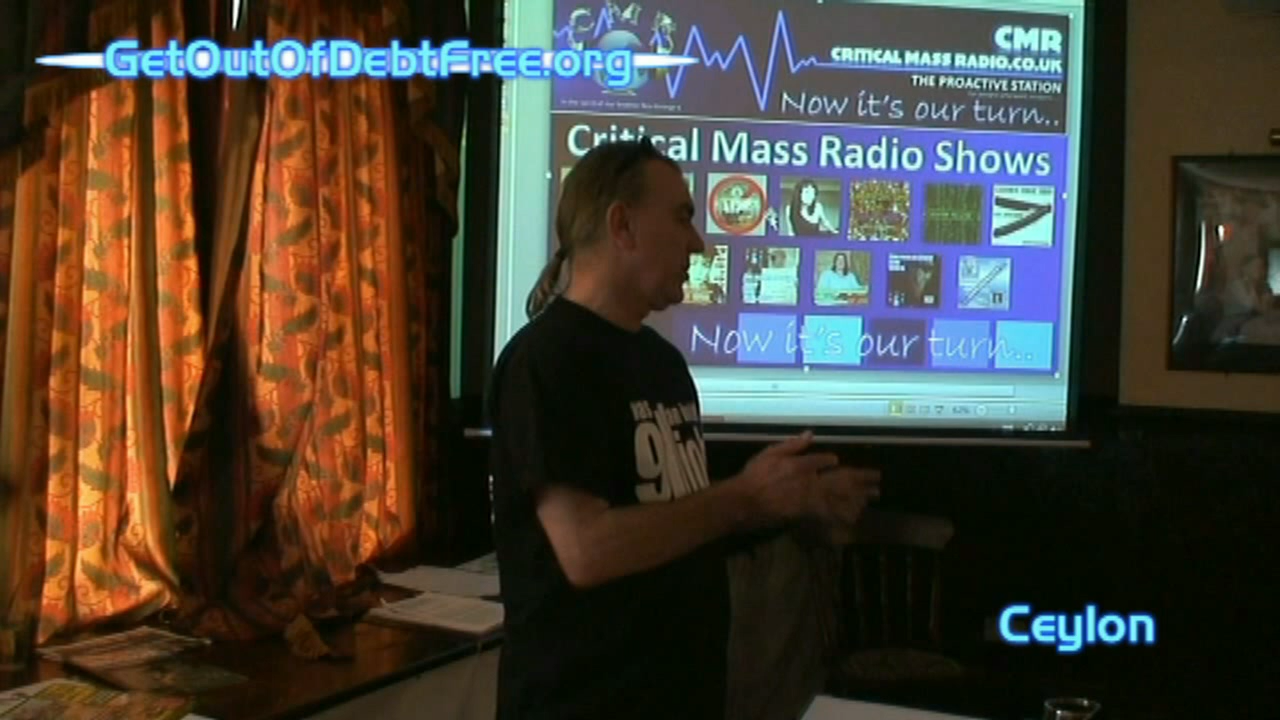 GetOutOfDebtFree.org
CMR
CRITICAL MASS RADIO.CO.UK
THE PROACTIVE STATION
Now it's our turn..
Critical Mass Radio Shows
Now it's our turn..
Ceylon